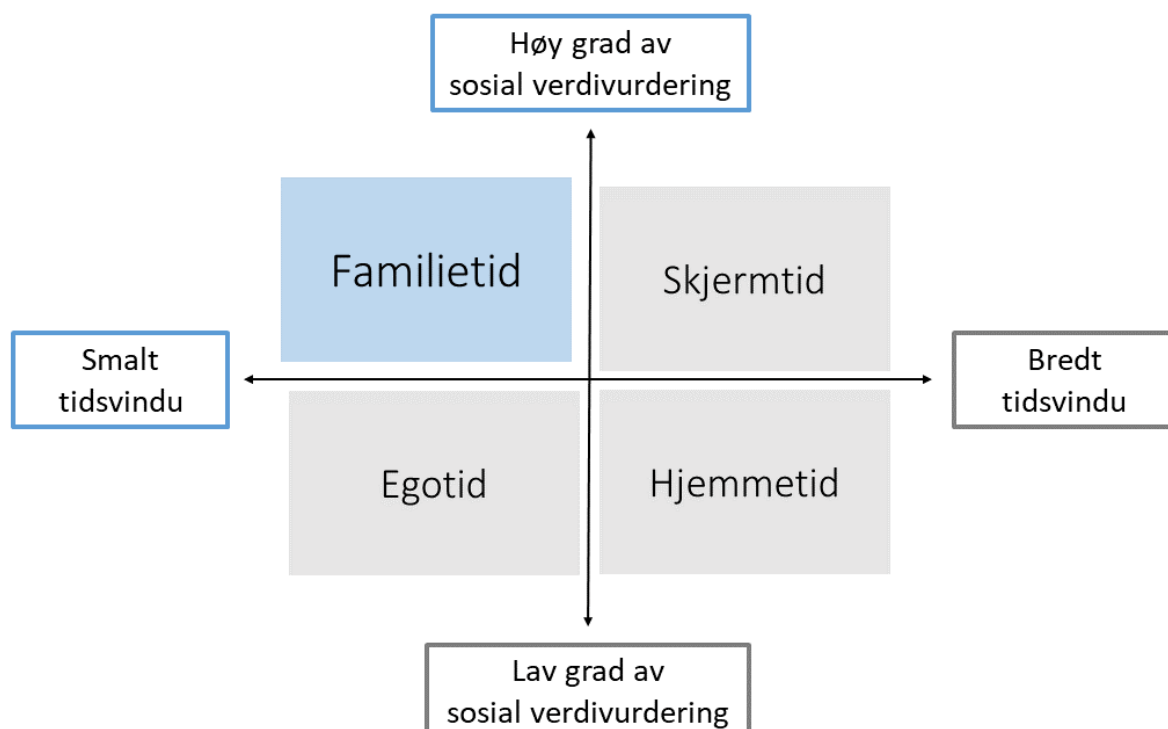 Høy grad av
sosial verdivurdering
Familietid
Skjermtid
Smalt
tidsvindu
Bredt
tidsvindu
Egotid
Hjemmetid
Lav grad av
sosial verdivurdering